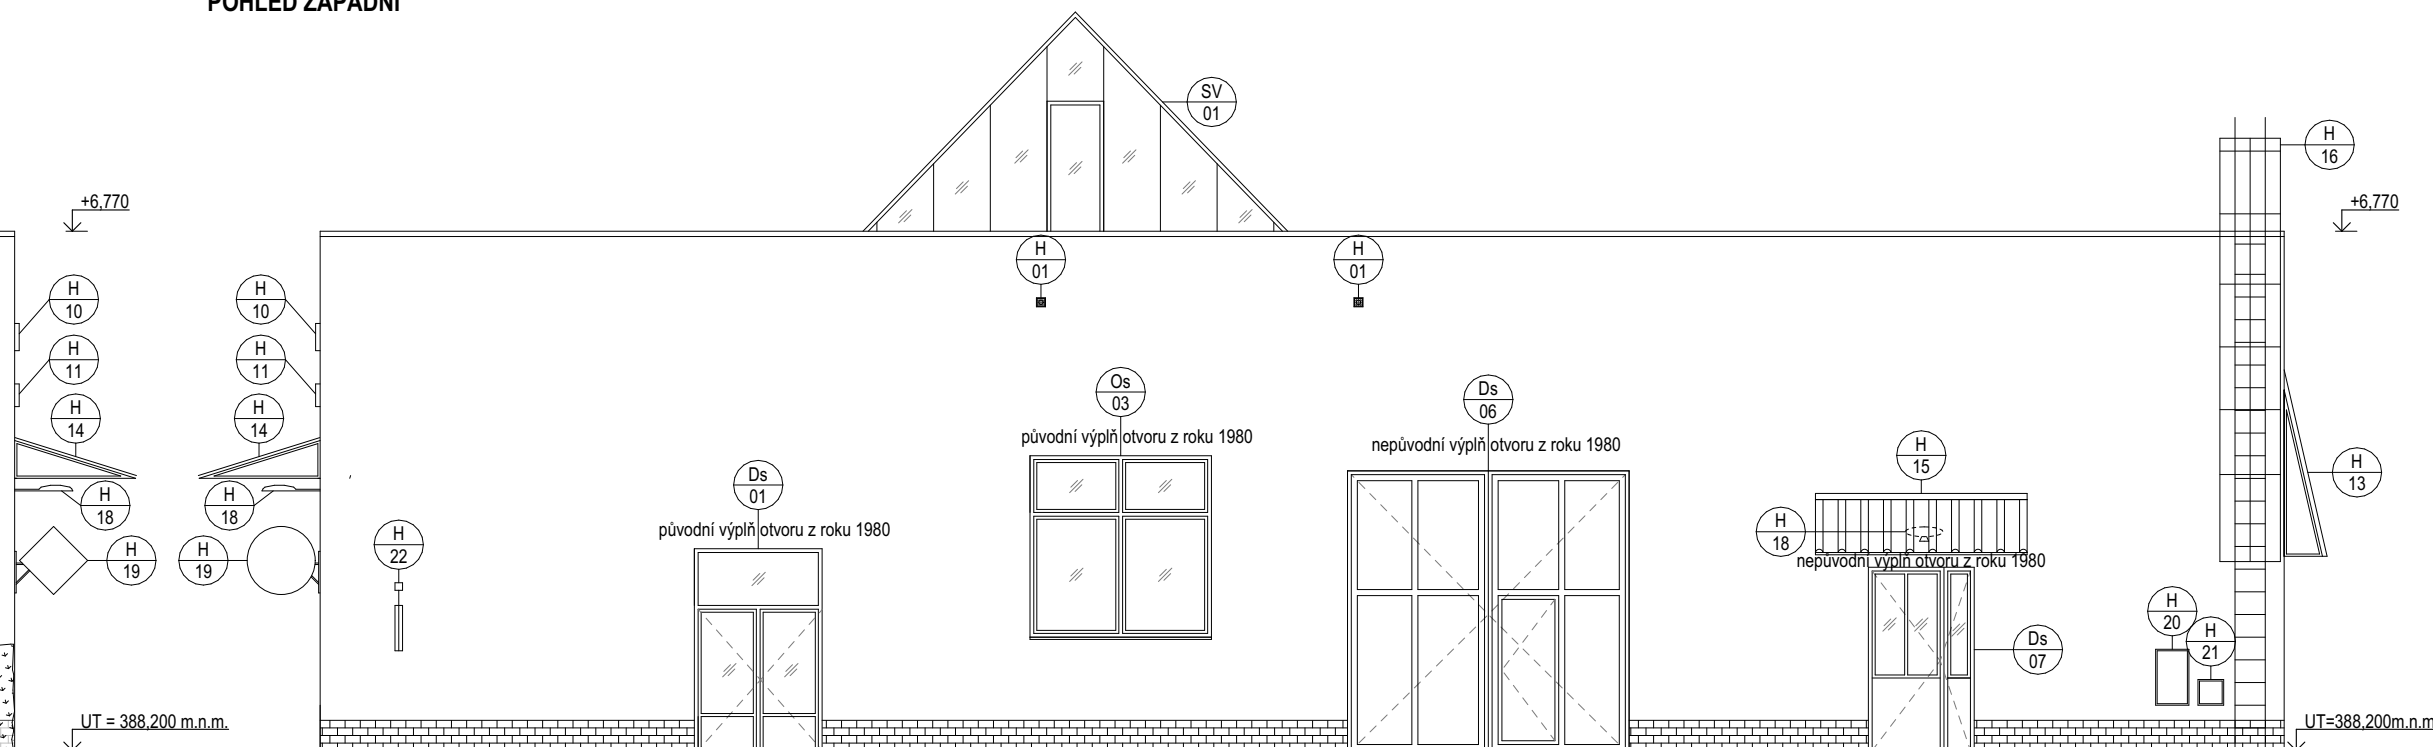 POHLED ZÁPADNÍ
SV
01
H
16
+6,770
+6,770
H
01
H
01
H
10
H
10
H
11
H
11
Os
03
Ds
06
H
14
H
14
původní výplň otvoru z roku 1980
nepůvodní výplň otvoru z roku 1980
H
15
H
13
Ds
01
H
18
H
18
původní výplň otvoru z roku 1980
H
22
H
18
H
19
H
19
nepůvodní výplň otvoru z roku 1980
H
20
H
21
Ds
07
UT = 388,200 m.n.m.
UT=388,200m.n.m